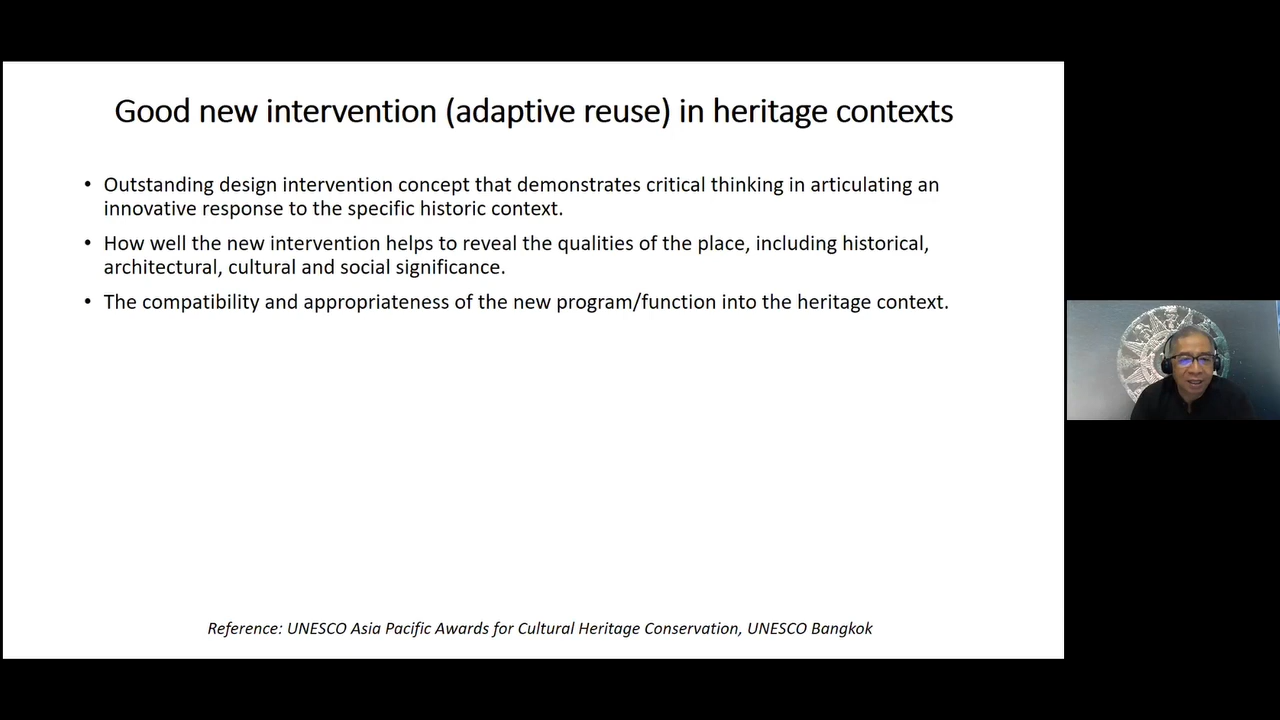 Good new intervention (adaptive reuse) in heritage contexts
• Outstanding design intervention concept that demonstrates critical thinking in articulating an
innovative response to the specific historic context.
• How well the new intervention helps to reveal the qualities of the place, including historical,
architectural, cultural and social significance.
• The compatibility and appropriateness of the new program/function into the heritage context.
Reference: UNESCO Asia Pacific Awards for Cultural Heritage Conservation, UNESCO Bangkok